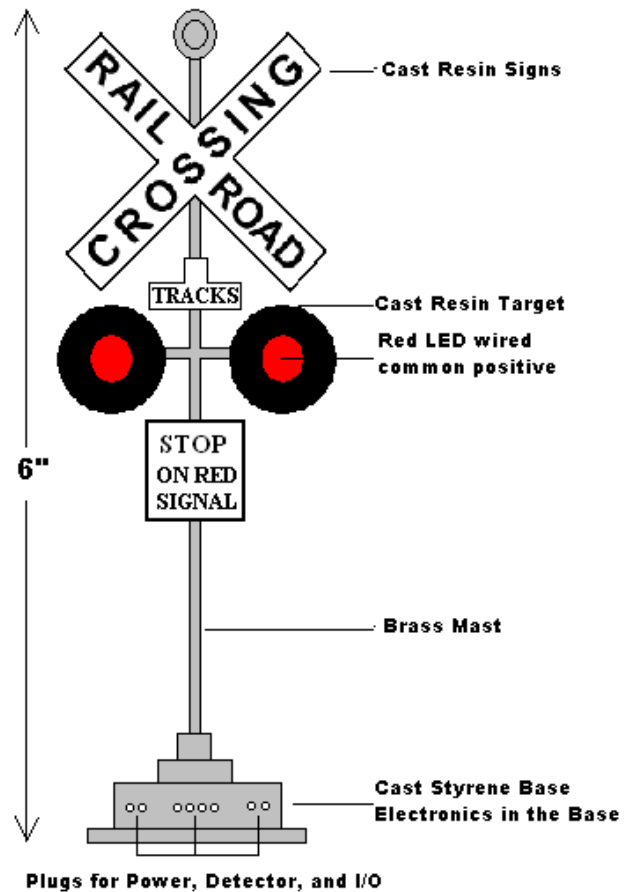 RAIL ROAD
CROSSING
Cast Resin Signs
TRACKS
Cast Resin Target
Red LED wired
common positive
STOP
ON RED
SIGNAL
6"
Brass Mast
Cast Styrene Base
Electronics in the Base
Plugs for Power, Detector, and I/O